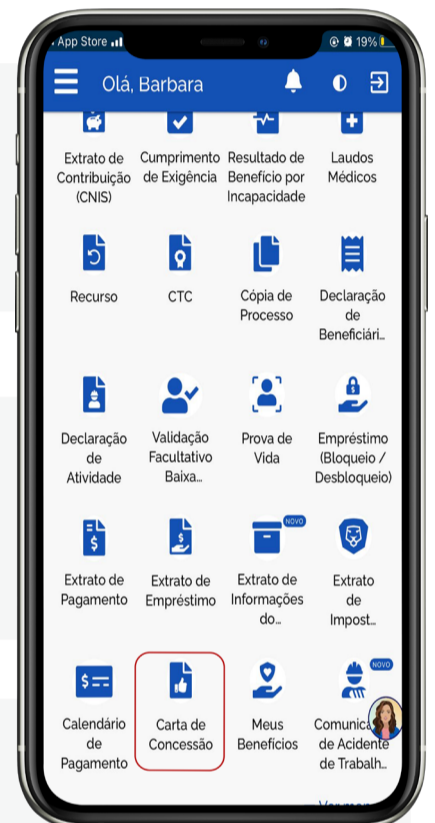 App Store
19%
Olá, Barbara
Extrato de Contribuição (CNIS)
Cumprimento de Exigência
Resultado de Benefício por Incapacidade
Laudos Médicos
Recurso
CTC
Cópia de Processo
Declaração de Beneficiári...
Declaração de Atividade
Validação Facultativo Baixa...
Prova de Vida
Empréstimo (Bloqueio / Desbloqueio)
NOVO
Extrato de Pagamento
Extrato de Empréstimo
Extrato de Informações do...
Extrato de Impost...
NOVO
Calendário de Pagamento
Carta de Concessão
Meus Benefícios
de Acidente de Trabalh...